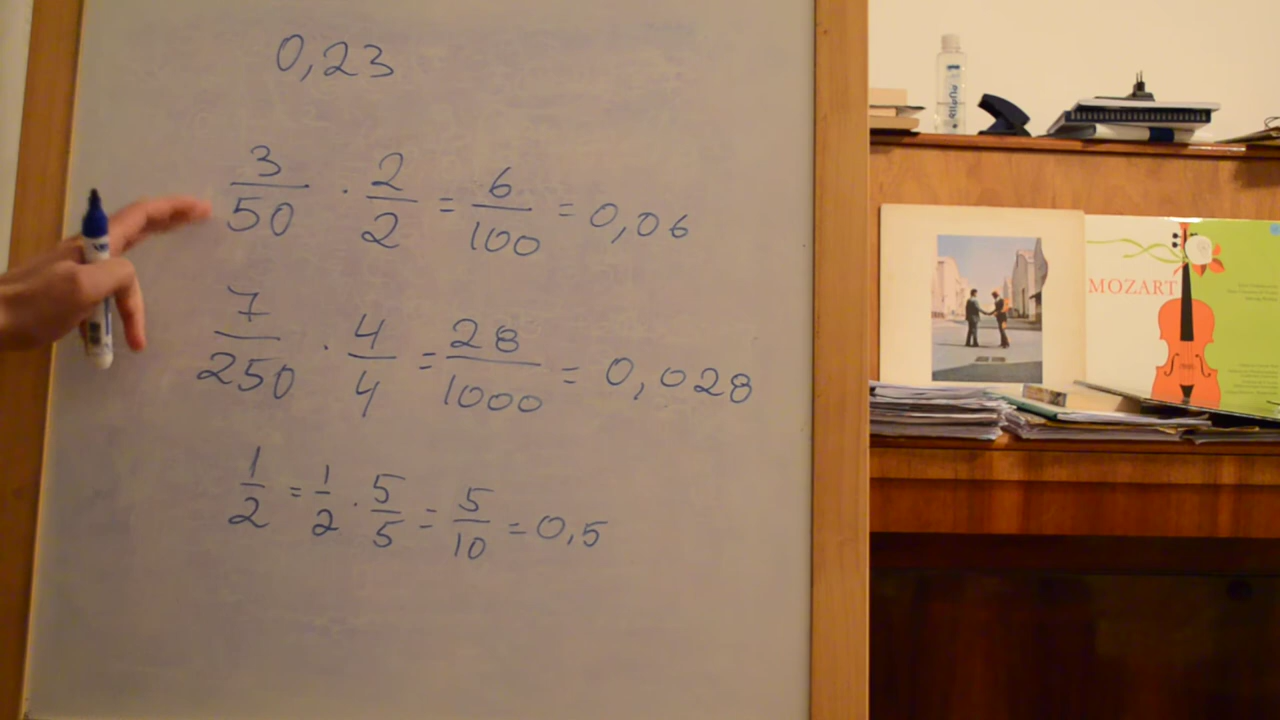 0,23
3/50 · 2/2 = 6/100 = 0,06
7/250 · 4/4 = 28/1000 = 0,028
1/2 = 1/2 · 5/5 = 5/10 = 0,5
MOZART